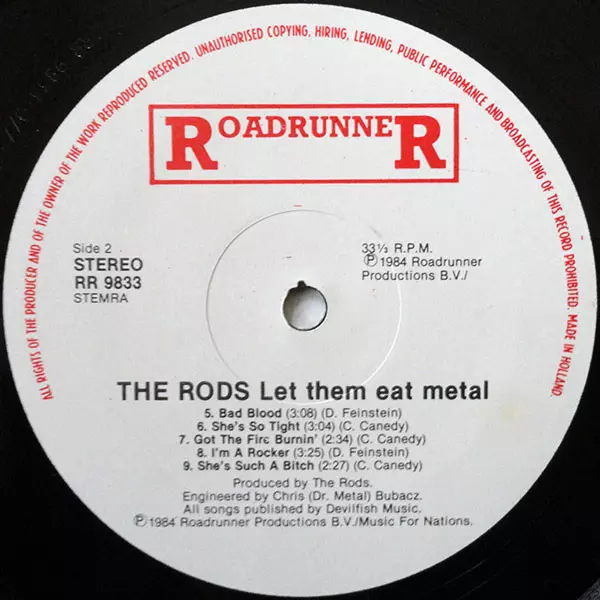 ALL RIGHTS OF THE PRODUCER AND OF THE OWNER OF THE WORK REPRODUCED RESERVED. UNAUTHORISED COPYING, HIRING, LENDING, PUBLIC PERFORMANCE AND BROADCASTING OF THIS RECORD PROHIBITED. MADE IN HOLLAND.
ROADRUNNER
Side 2
STEREO
RR 9833
STEMRA
33⅓ R.P.M.
℗1984 Roadrunner
Productions B.V./
THE RODS Let them eat metal
5. Bad Blood (3:08) (D. Feinstein)
6. She's So Tight (3:04) (C. Canedy)
7. Got The Firc Burnin' (2:34) (C. Canedy)
8. I'm A Rocker (3:25) (D. Feinstein)
9. She's Such A Bitch (2:27) (C. Canedy)
Produced by The Rods.
Engineered by Chris (Dr. Metal) Bubacz.
All songs published by Devilfish Music.
℗1984 Roadrunner Productions B.V./Music For Nations.